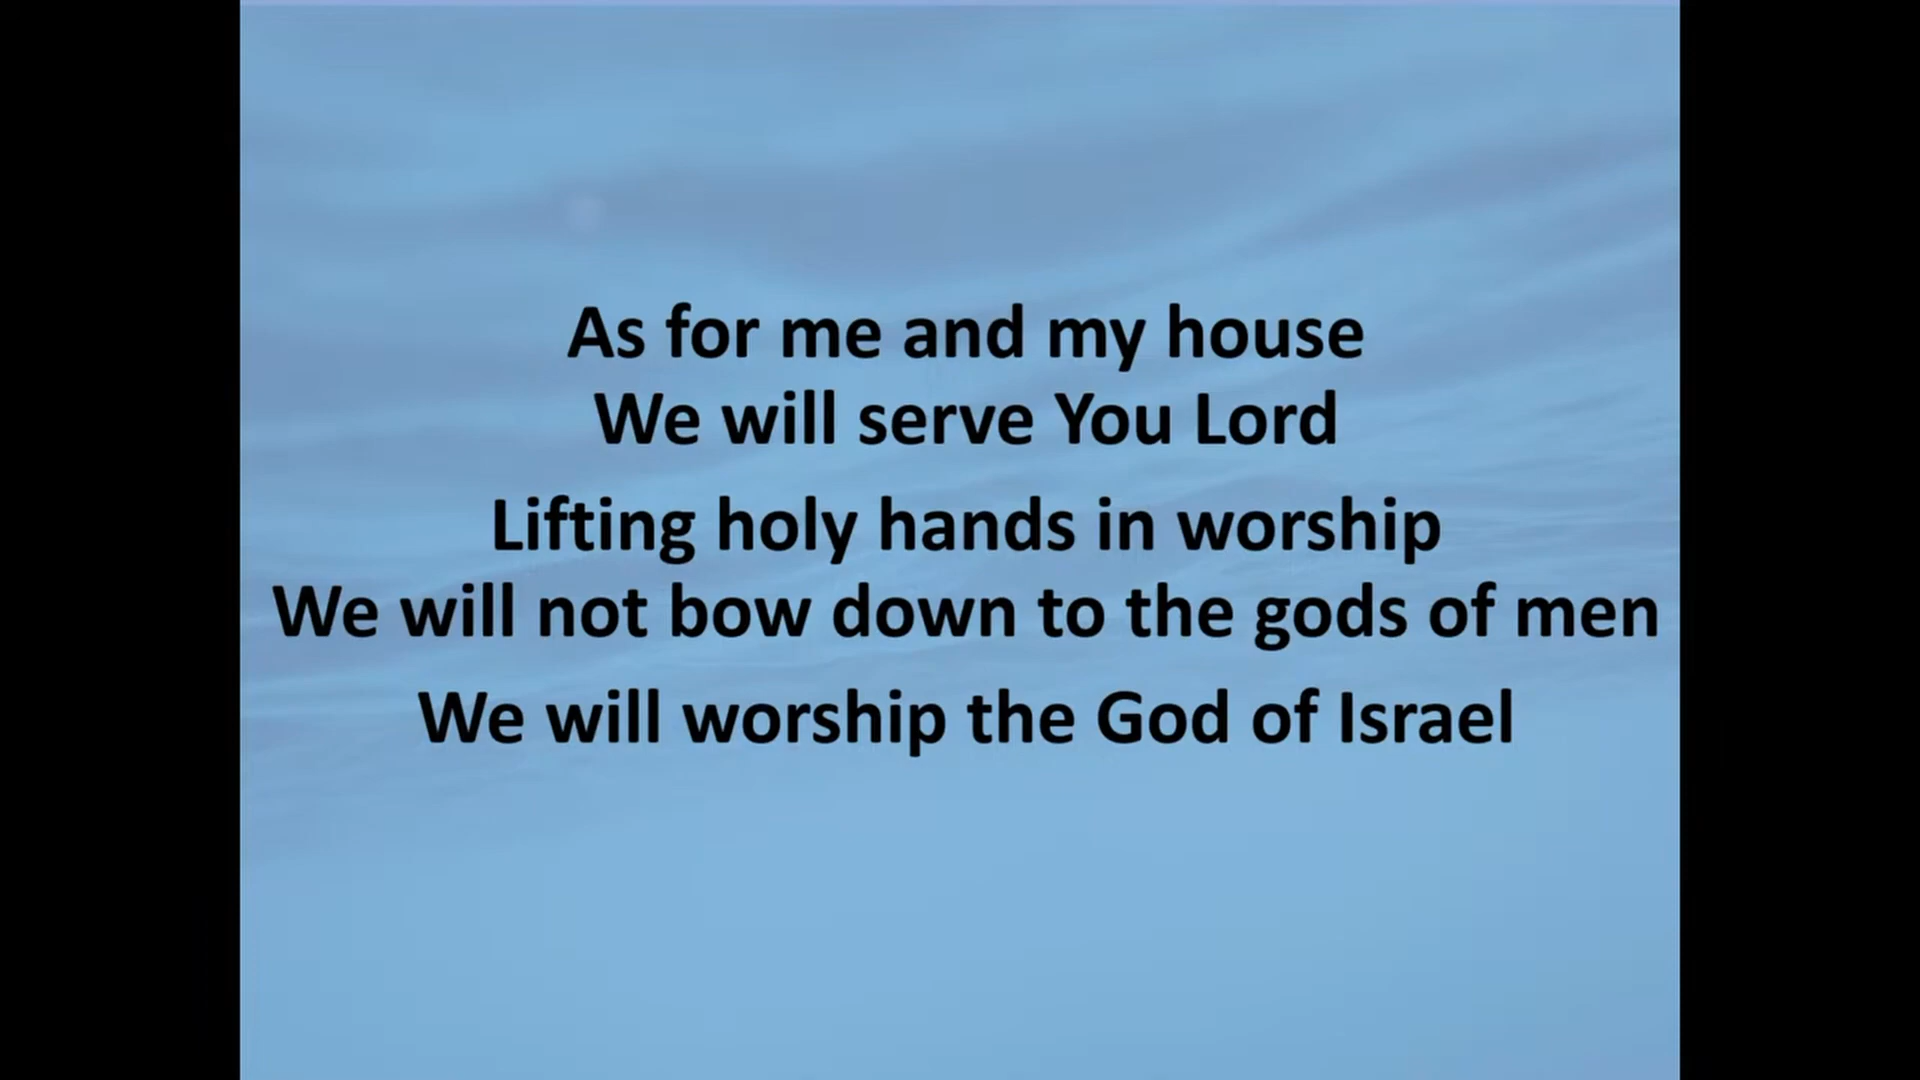 As for me and my house
We will serve You Lord
Lifting holy hands in worship
We will not bow down to the gods of men
We will worship the God of Israel